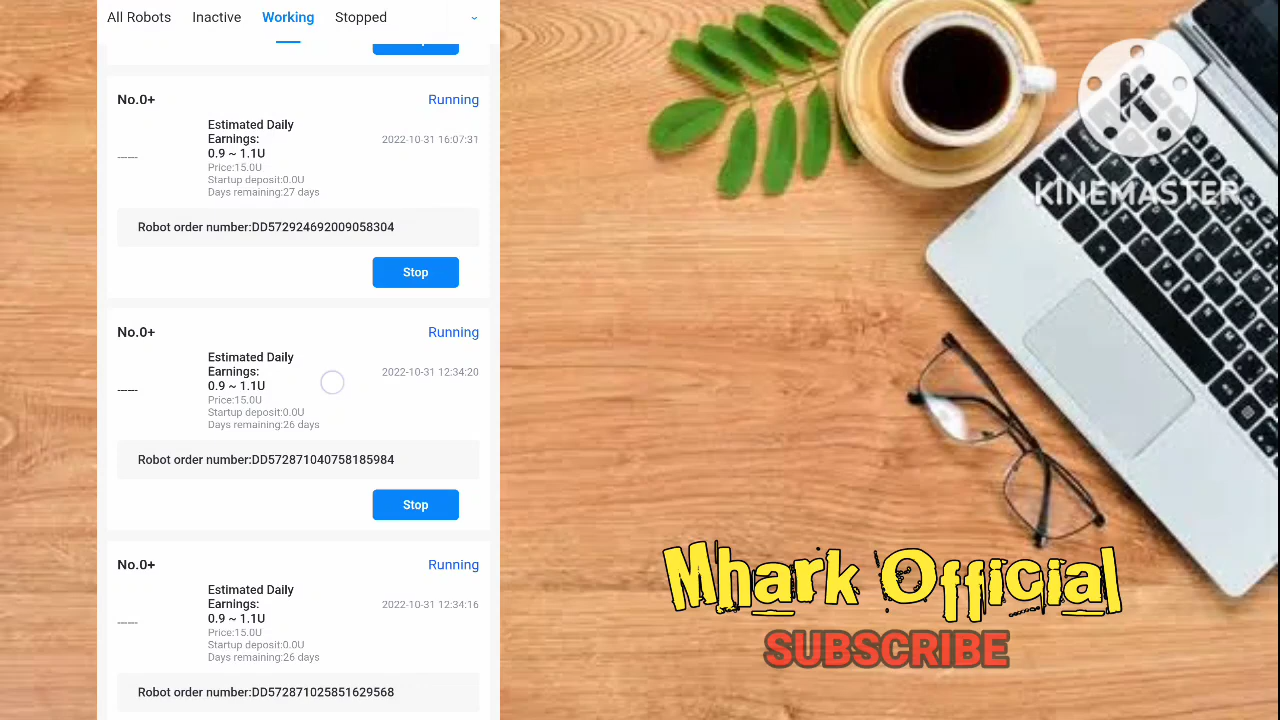 All Robots Inactive Working Stopped
No.0+ Running
Estimated Daily
Earnings:
2022-10-31 16:07:31
0.9 ~ 1.1U
------
Price:15.0U
Startup deposit:0.0U
Days remaining:27 days
Robot order number:DD572924692009058304
Stop
No.0+ Running
Estimated Daily
Earnings:
2022-10-31 12:34:20
0.9 ~ 1.1U
------
Price:15.0U
Startup deposit:0.0U
Days remaining:26 days
Robot order number:DD572871040758185984
Stop
No.0+ Running
Estimated Daily
Earnings:
2022-10-31 12:34:16
0.9 ~ 1.1U
------
Price:15.0U
Startup deposit:0.0U
Days remaining:26 days
Robot order number:DD572871025851629568
K
KINEMASTER
Mhark Official
SUBSCRIBE